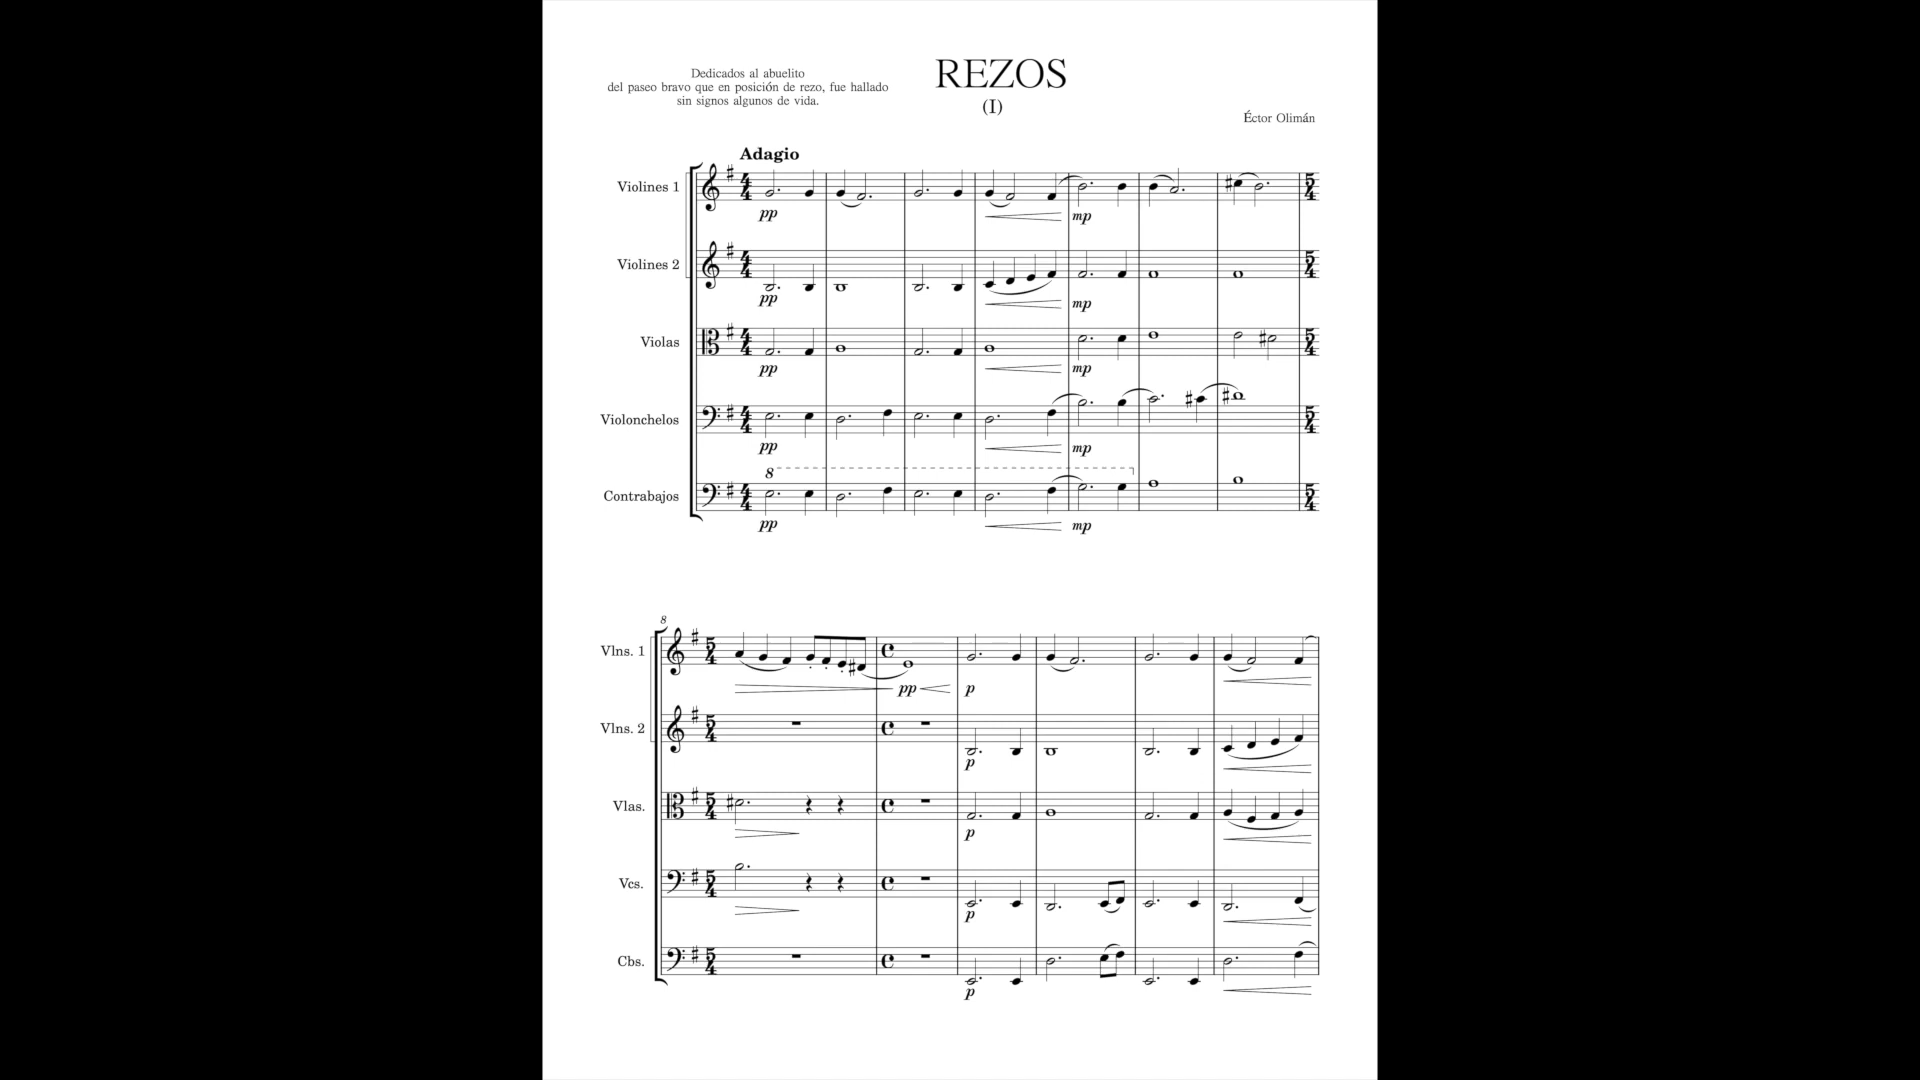 Dedicados al abuelito
del paseo bravo que en posición de rezo, fue hallado
sin signos algunos de vida.
REZOS
(I)
Éctor Olimán
Adagio
Violines 1
pp
mp
Violines 2
pp
mp
Violas
pp
mp
Violonchelos
pp
mp
8
Contrabajos
pp
mp
8
Vlns. 1
pp
p
Vlns. 2
p
Vlas.
p
Vcs.
p
Cbs.
p